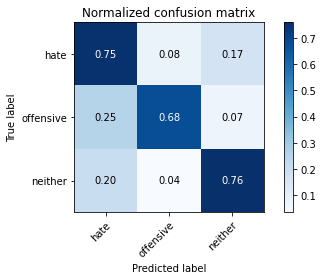 Normalized confusion matrix
True label
hate 0.75 0.08 0.17
offensive 0.25 0.68 0.07
neither 0.20 0.04 0.76
hate offensive neither
Predicted label
0.7
0.6
0.5
0.4
0.3
0.2
0.1